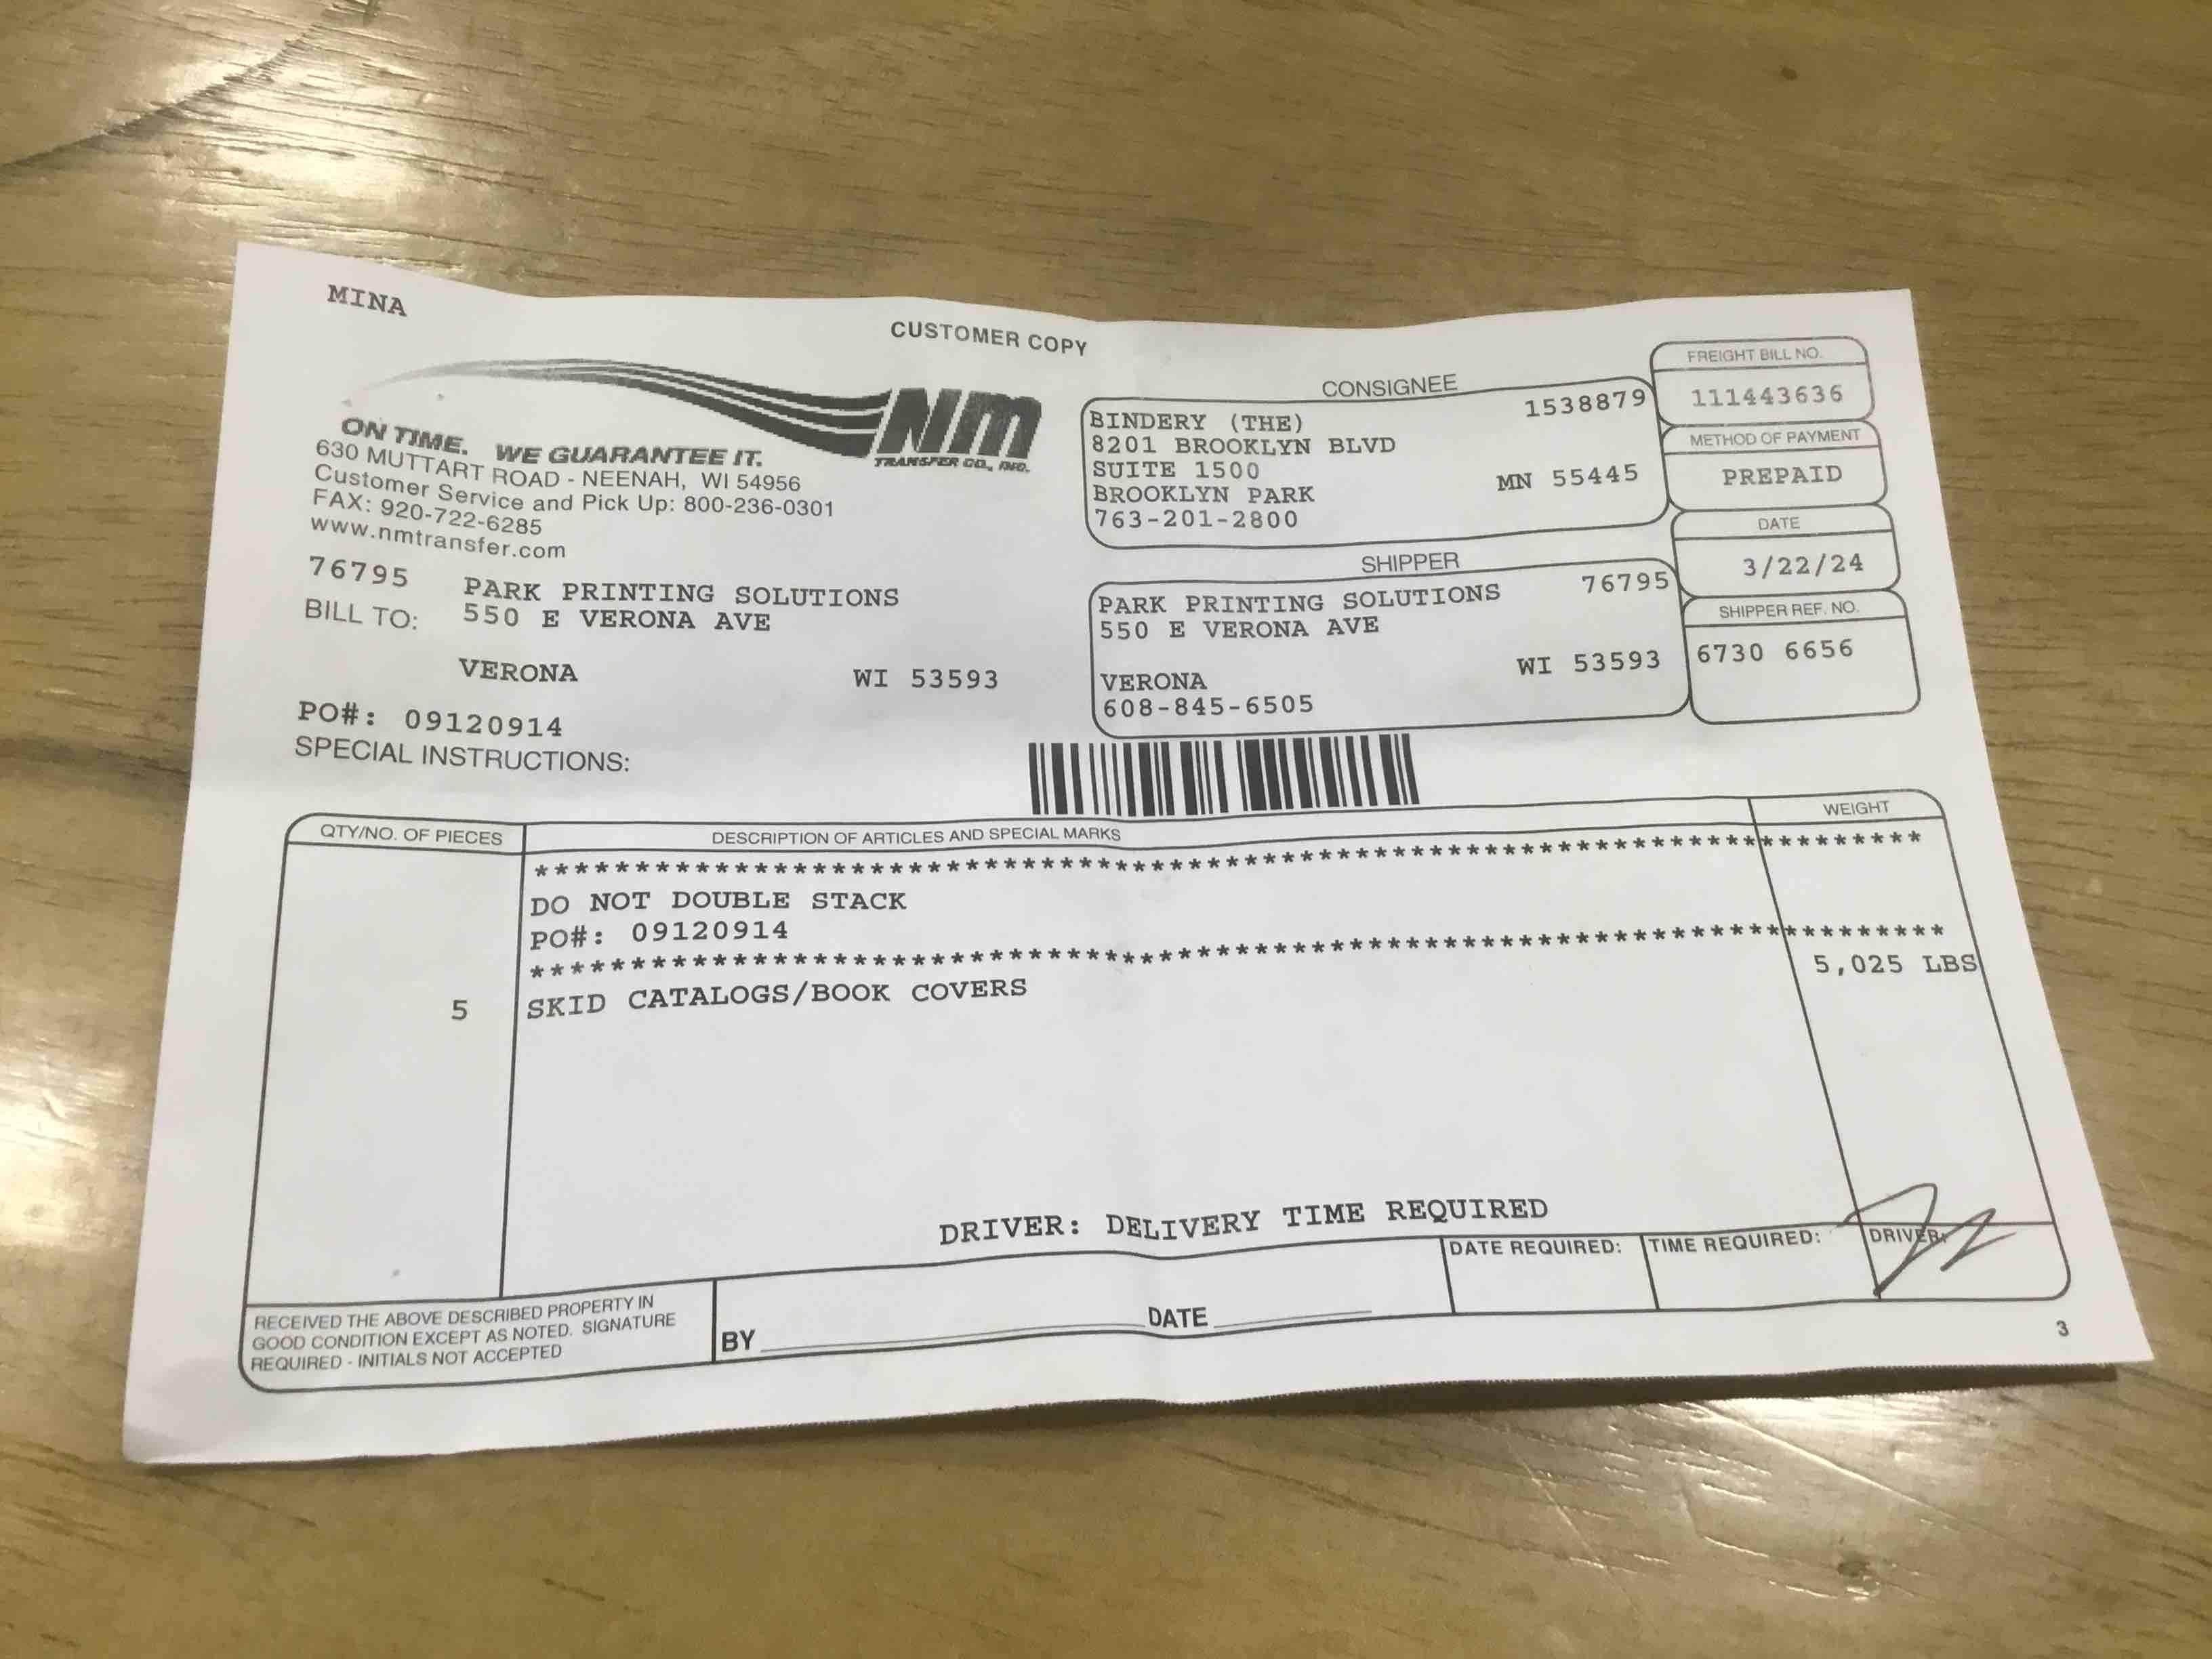 MINA
CUSTOMER COPY
NM
TRANSFER CO., INC.
ON TIME. WE GUARANTEE IT.
630 MUTTART ROAD - NEENAH, WI 54956
Customer Service and Pick Up: 800-236-0301
FAX: 920-722-6285
www.nmtransfer.com
76795 PARK PRINTING SOLUTIONS
BILL TO: 550 E VERONA AVE
VERONA WI 53593
PO#: 09120914
SPECIAL INSTRUCTIONS:
CONSIGNEE
BINDERY (THE) 1538879
8201 BROOKLYN BLVD
SUITE 1500
BROOKLYN PARK MN 55445
763-201-2800
SHIPPER
PARK PRINTING SOLUTIONS 76795
550 E VERONA AVE
VERONA WI 53593
608-845-6505
FREIGHT BILL NO.
111443636
METHOD OF PAYMENT
PREPAID
DATE
3/22/24
SHIPPER REF. NO.
6730 6656
QTY/NO. OF PIECES DESCRIPTION OF ARTICLES AND SPECIAL MARKS WEIGHT
************************************************************************************
DO NOT DOUBLE STACK
PO#: 09120914
************************************************************************************
5 SKID CATALOGS/BOOK COVERS 5,025 LBS
DRIVER: DELIVERY TIME REQUIRED
RECEIVED THE ABOVE DESCRIBED PROPERTY IN
GOOD CONDITION EXCEPT AS NOTED. SIGNATURE
REQUIRED - INITIALS NOT ACCEPTED
BY DATE
DATE REQUIRED: TIME REQUIRED: DRIVER:
3